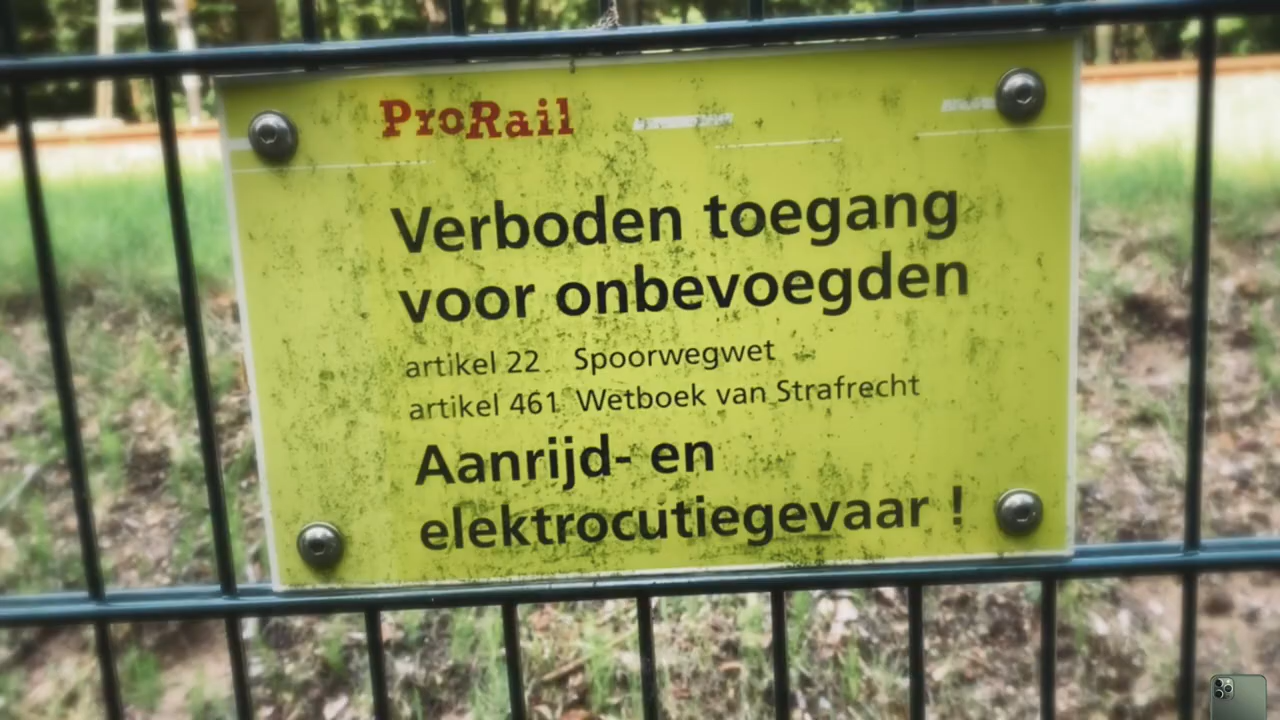 ProRail
Verboden toegang
voor onbevoegden
artikel 22 Spoorwegwet
artikel 461 Wetboek van Strafrecht
Aanrijd- en
elektrocutiegevaar !